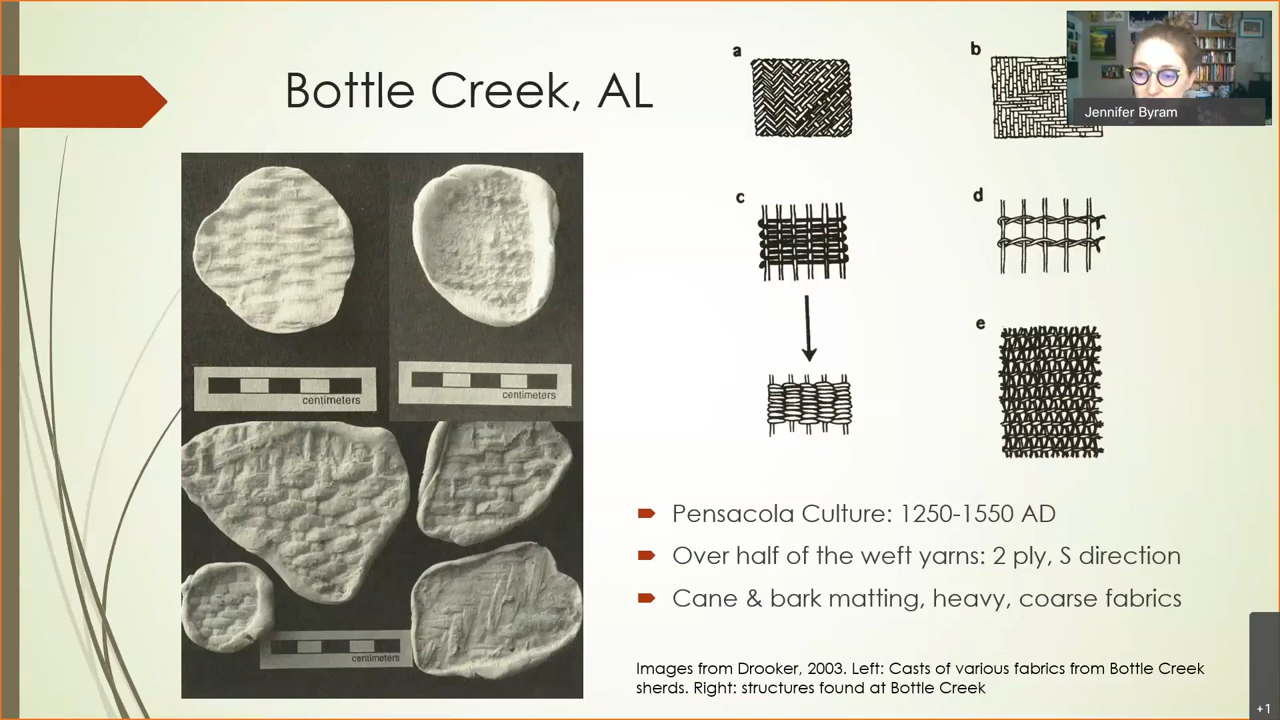 Bottle Creek, AL
a
b
Jennifer Byram
c
d
e
centimeters
centimeters
centimeters
Pensacola Culture: 1250-1550 AD
Over half of the weft yarns: 2 ply, S direction
Cane & bark matting, heavy, coarse fabrics
Images from Drooker, 2003. Left: Casts of various fabrics from Bottle Creek
sherds. Right: structures found at Bottle Creek
+1